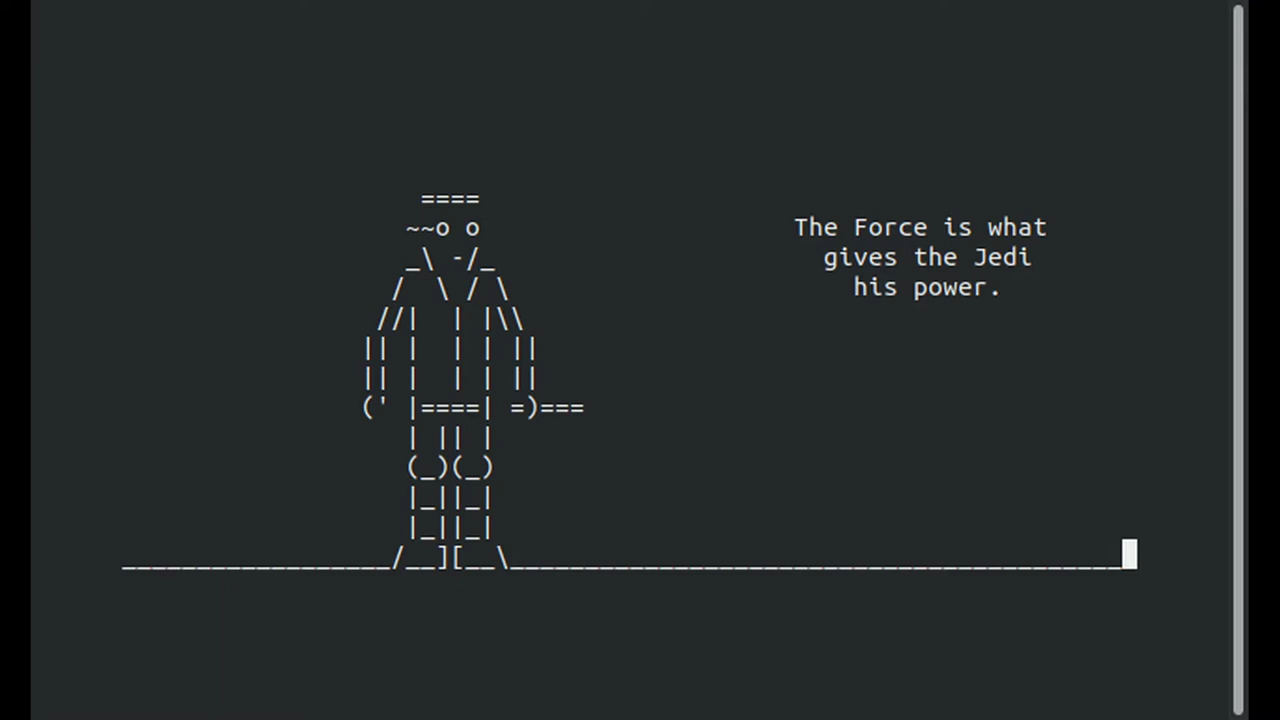 The Force is what
gives the Jedi
his power.